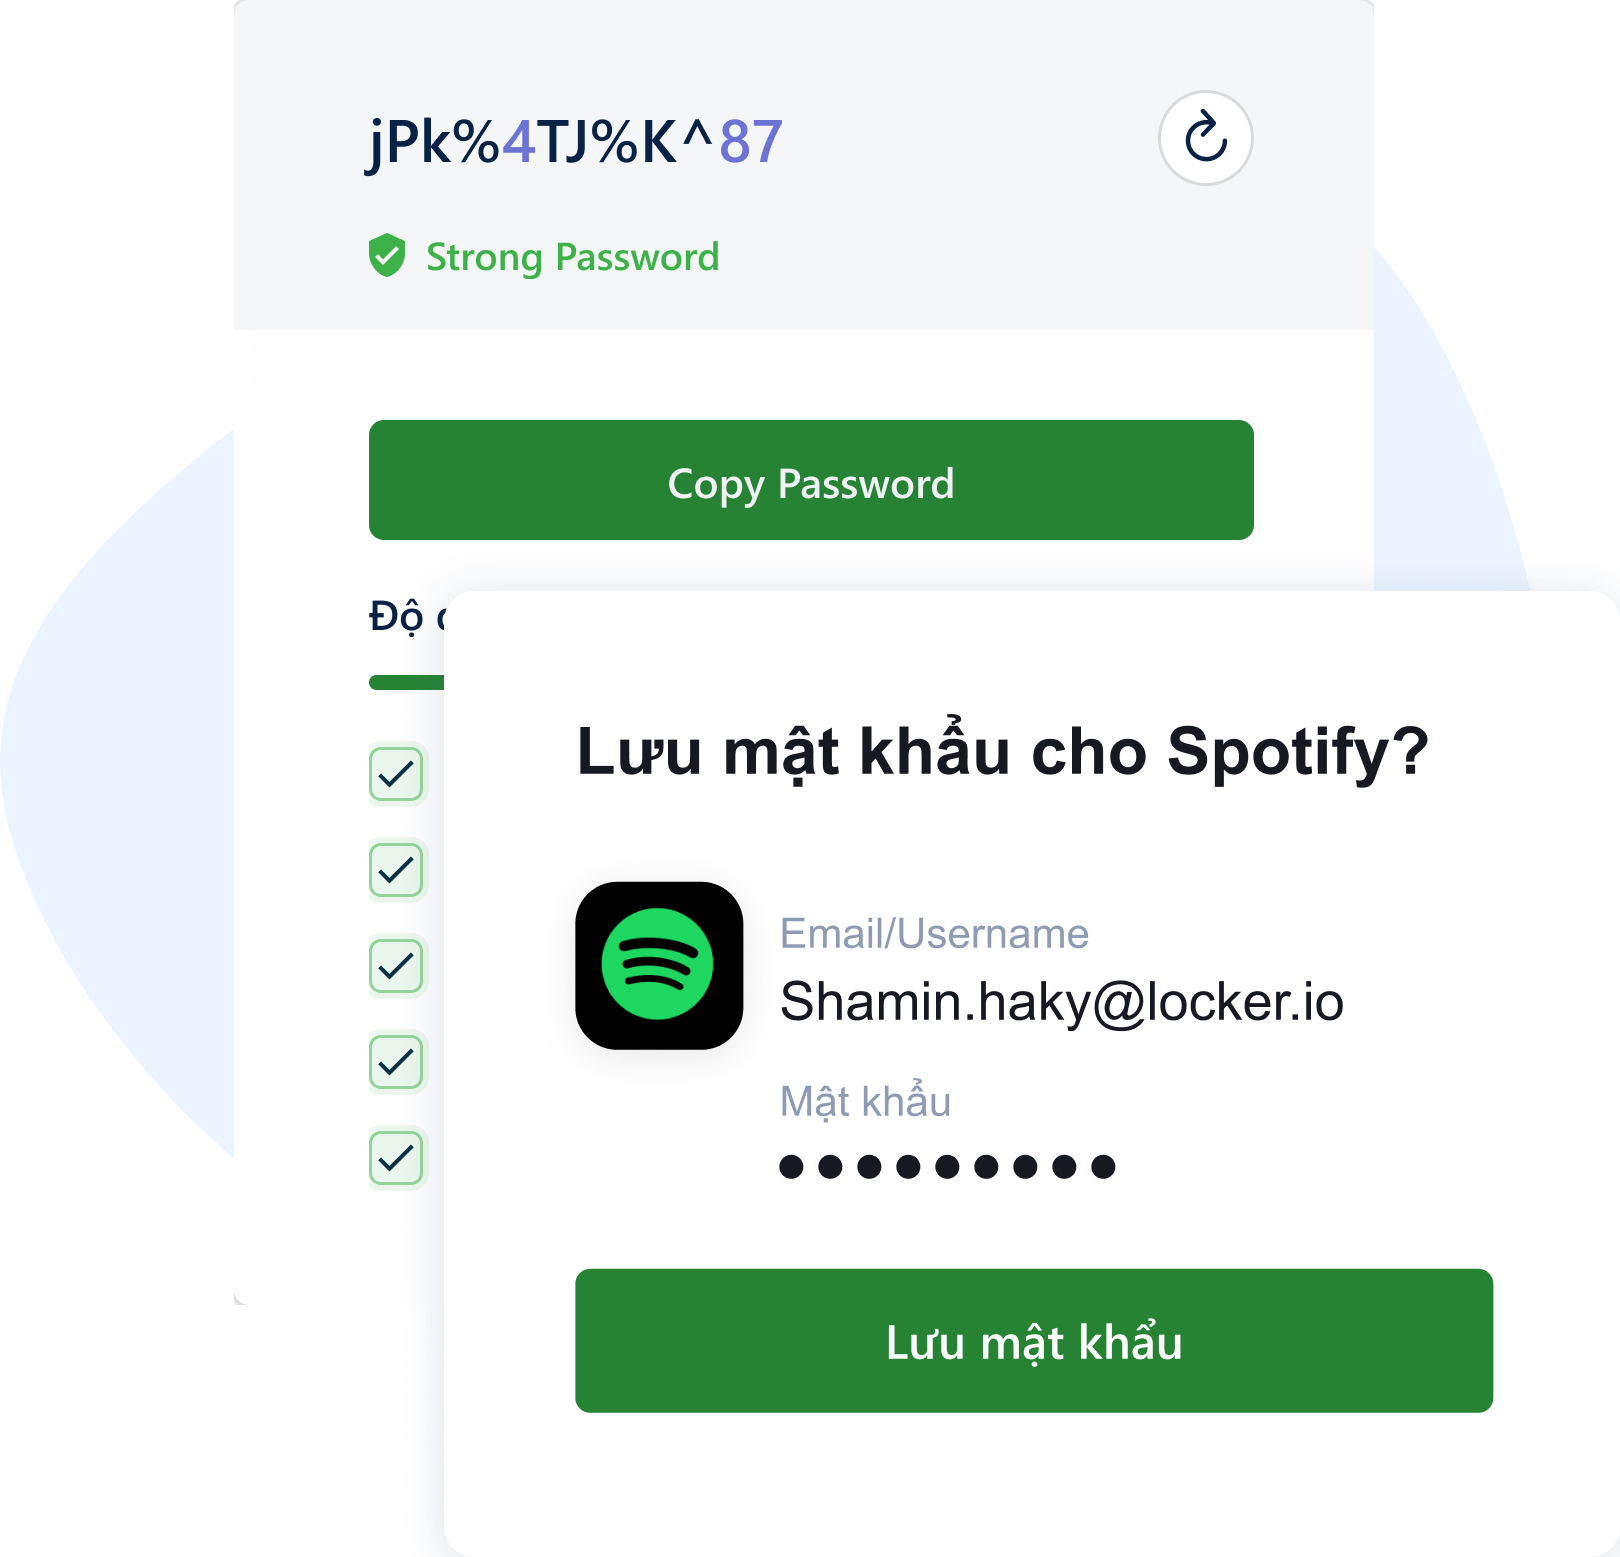 jPk%4TJ%K^87
Strong Password
Copy Password
Độ
Lưu mật khẩu cho Spotify?
Email/Username
Shamin.haky@locker.io
Mật khẩu
Lưu mật khẩu